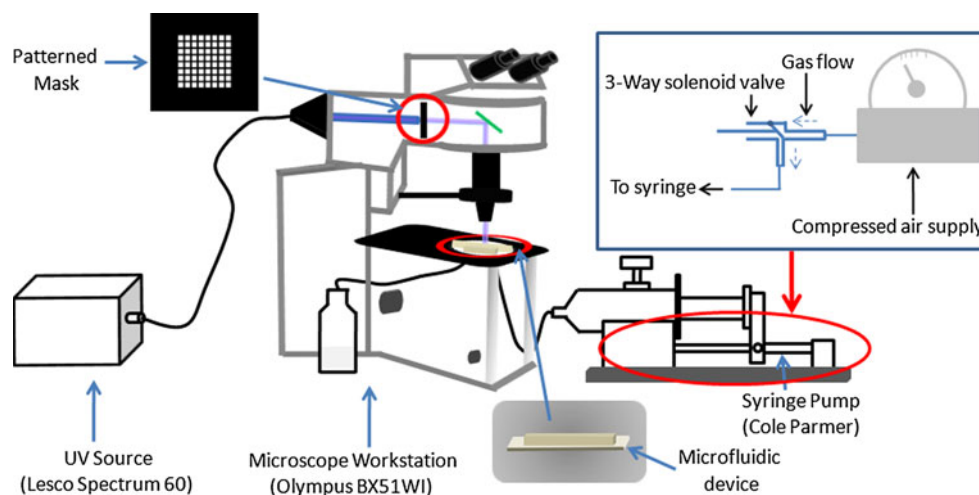 Patterned
Mask
3-Way solenoid valve
Gas flow
To syringe
Compressed air supply
UV Source
(Lesco Spectrum 60)
Microscope Workstation
(Olympus BX51WI)
Syringe Pump
(Cole Parmer)
Microfluidic
device